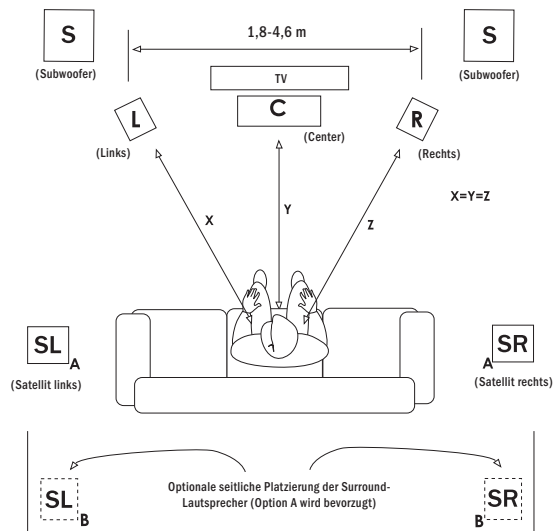 S
1,8-4,6 m
S
(Subwoofer)
TV
(Subwoofer)
L
C
R
(Links)
(Center)
(Rechts)
X=Y=Z
X
Y
Z
SL
A
A
SR
(Satellit links)
(Satellit rechts)
Optionale seitliche Platzierung der Surround-
Lautsprecher (Option A wird bevorzugt)
SL
B
SR
B